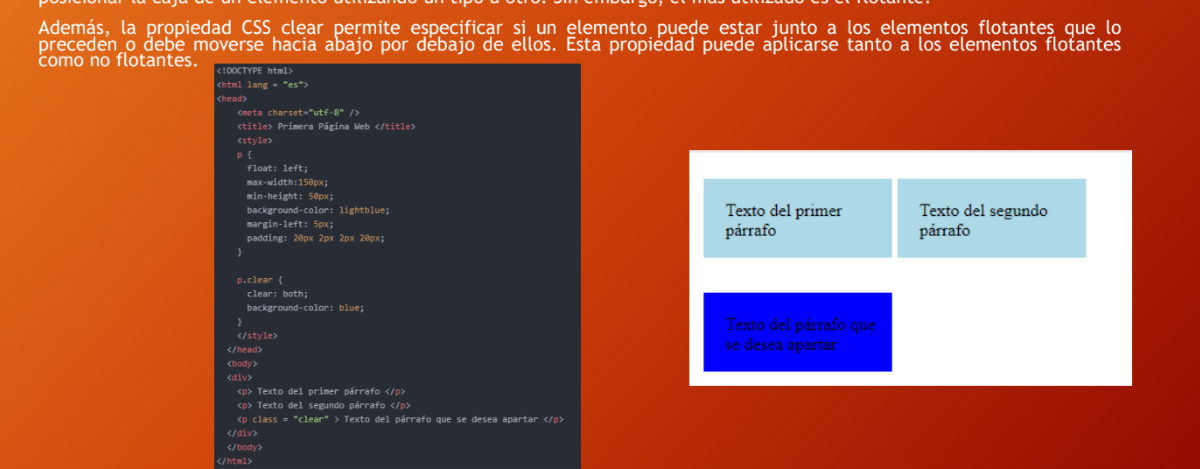 posicionar la caja de un elemento utilizando un tipo u otro. Sin embargo, el más utilizado es el flotante.
Además, la propiedad CSS clear permite especificar si un elemento puede estar junto a los elementos flotantes que lo
preceden o debe moverse hacia abajo por debajo de ellos. Esta propiedad puede aplicarse tanto a los elementos flotantes
como no flotantes.
<!DOCTYPE html>
<html lang = "es">
<head>
<meta charset="utf-8" />
<title> Primera Página Web </title>
<style>
p {
float: left;
max-width:150px;
min-height: 50px;
background-color: lightblue;
margin-left: 5px;
padding: 20px 2px 2px 20px;
}
p.clear {
clear: both;
background-color: blue;
}
</style>
</head>
<body>
<div>
<p> Texto del primer párrafo </p>
<p> Texto del segundo párrafo </p>
<p class = "clear" > Texto del párrafo que se desea apartar </p>
</div>
</body>
</html>
Texto del primer
párrafo
Texto del segundo
párrafo
Texto del párrafo que
se desea apartar